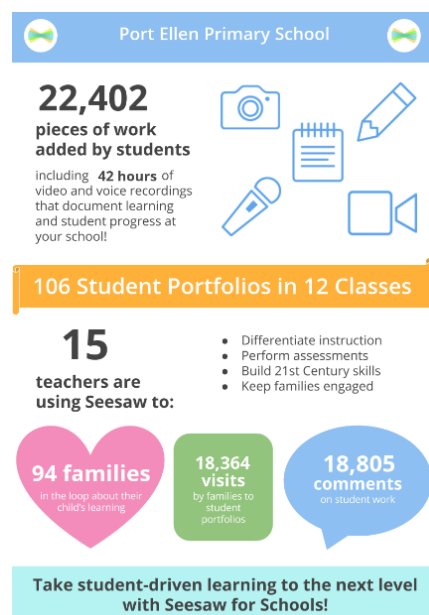 Port Ellen Primary School
22,402
pieces of work
added by students
including 42 hours of
video and voice recordings
that document learning
and student progress at
your school!
106 Student Portfolios in 12 Classes
15
teachers are
using Seesaw to:
● Differentiate instruction
● Perform assessments
● Build 21st Century skills
● Keep families engaged
94 families
in the loop about their
child's learning
18,364
visits
by families to
student
portfolios
18,805
comments
on student work
Take student-driven learning to the next level
with Seesaw for Schools!